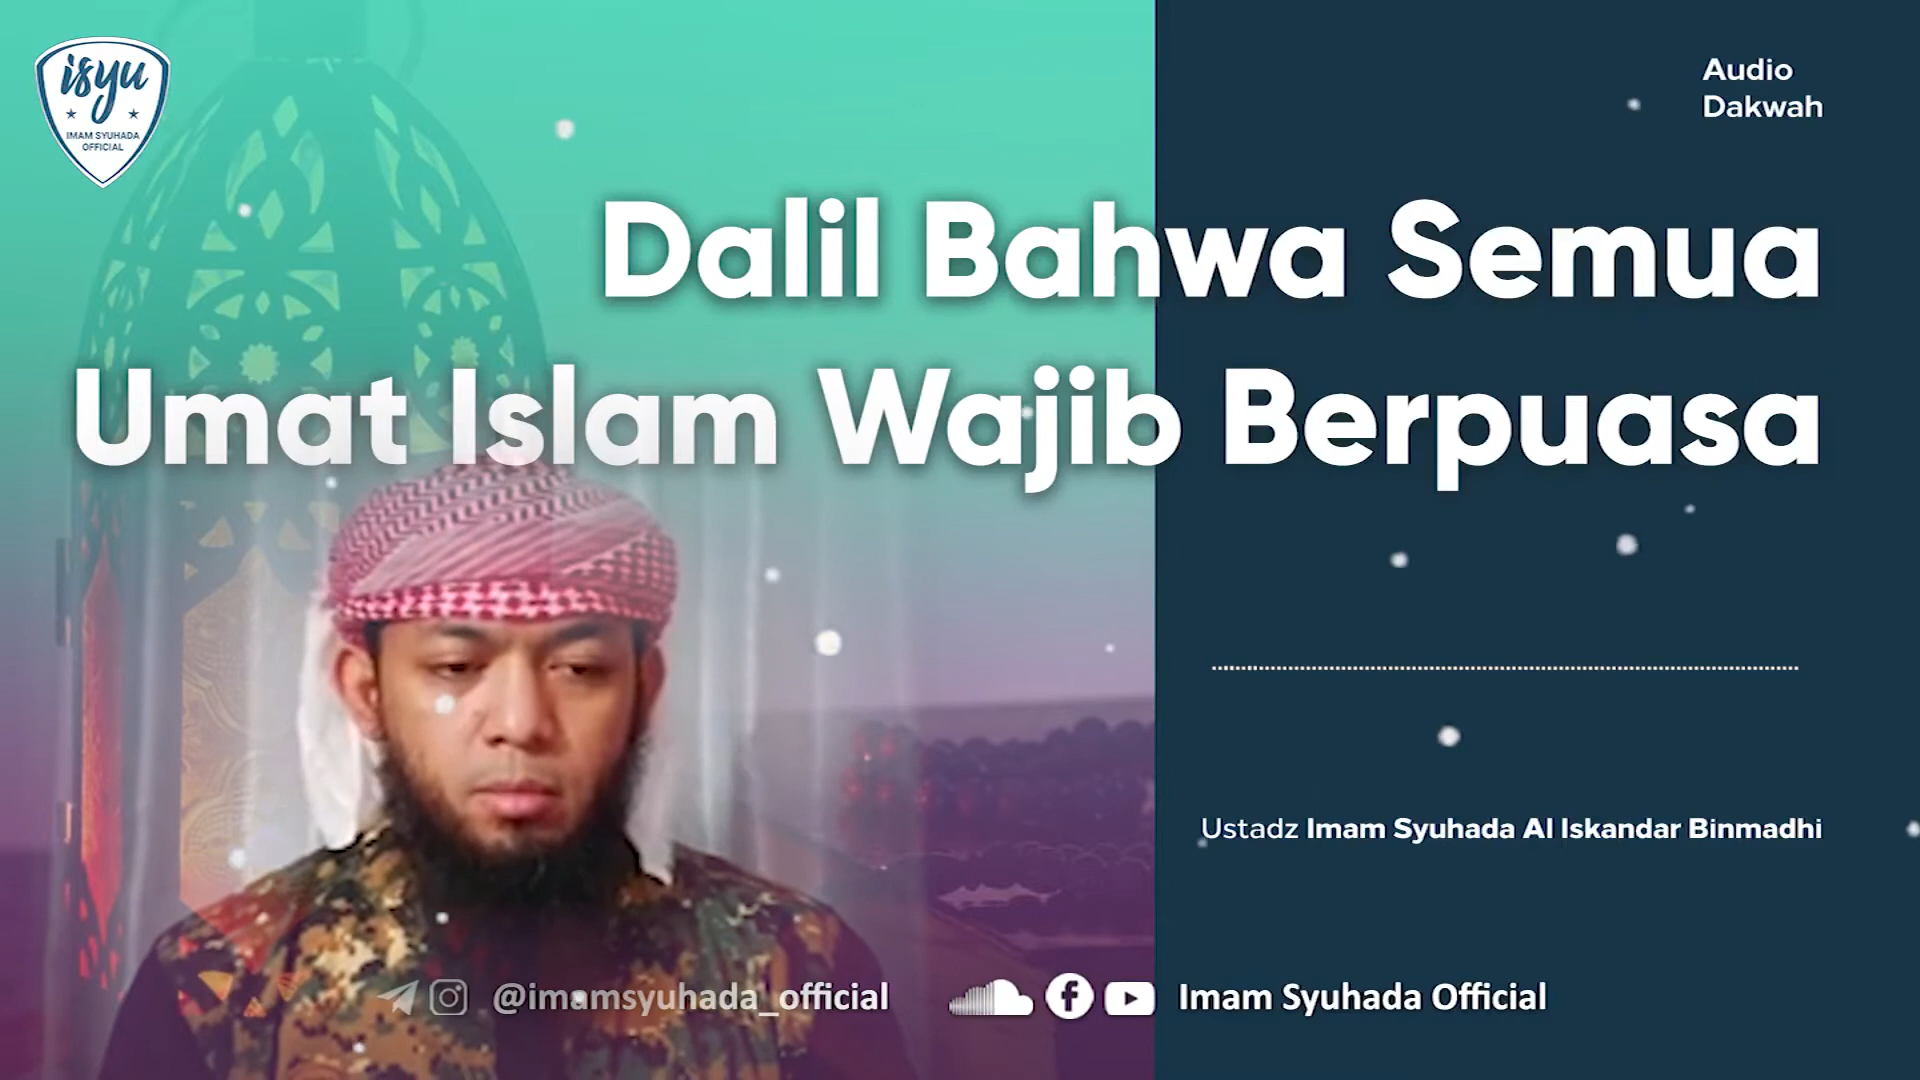 isyu
IMAM SYUHADA
OFFICIAL
Audio
Dakwah
Dalil Bahwa Semua
Umat Islam Wajib Berpuasa
Ustadz Imam Syuhada Al Iskandar Binmadhi
@imamsyuhada_official
Imam Syuhada Official